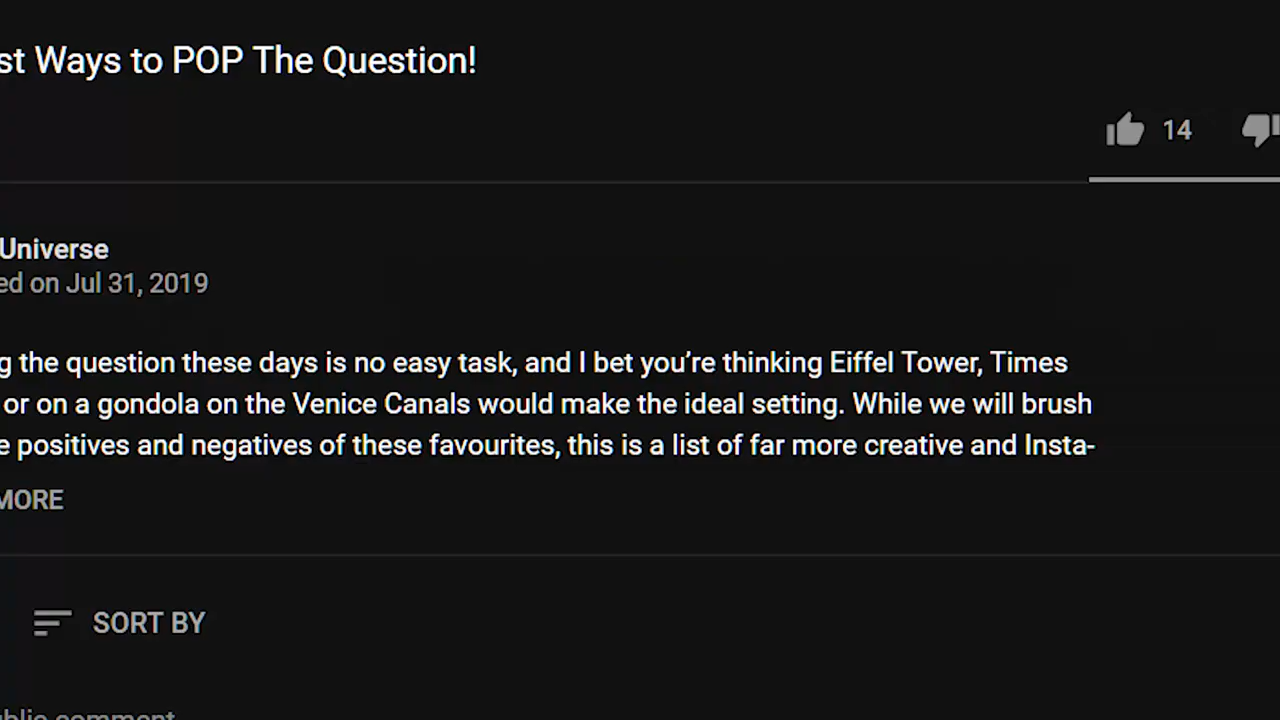 st Ways to POP The Question!
14
Universe
ed on Jul 31, 2019
g the question these days is no easy task, and I bet you’re thinking Eiffel Tower, Times
or on a gondola on the Venice Canals would make the ideal setting. While we will brush
e positives and negatives of these favourites, this is a list of far more creative and Insta-
MORE
SORT BY
ublic comment